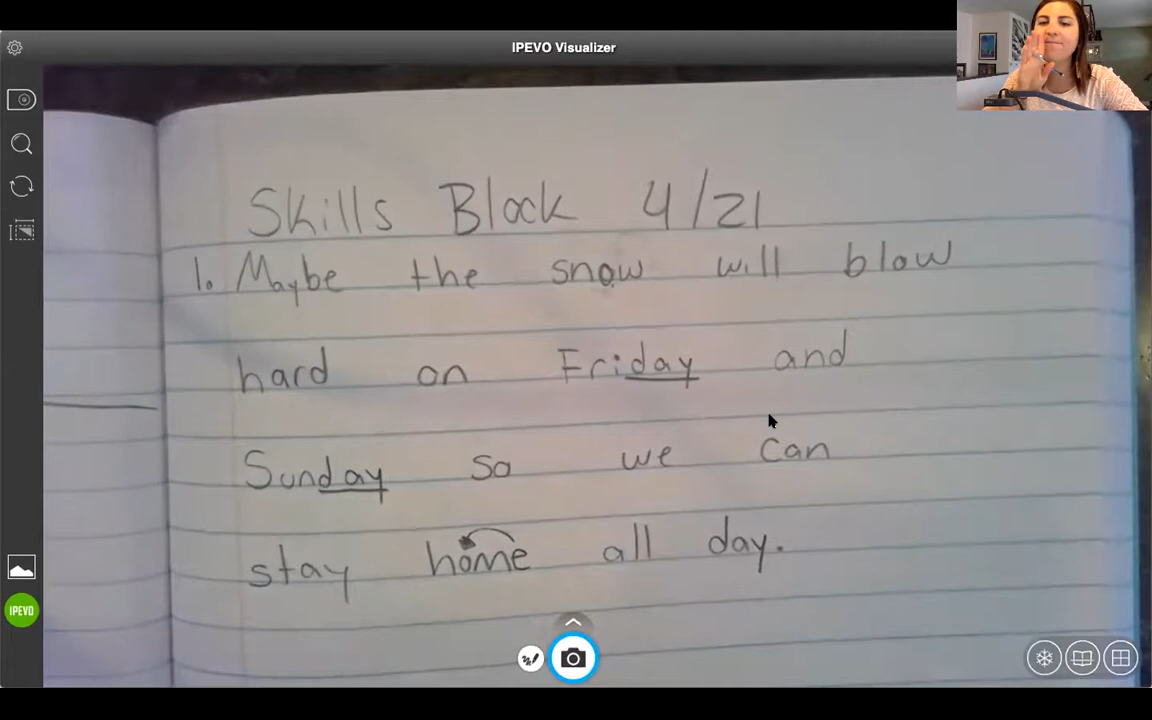 IPEVO Visualizer
Skills Block 4/21
1. Maybe the snow will blow
hard on Friday and
Sunday so we can
stay home all day.
IPEVO